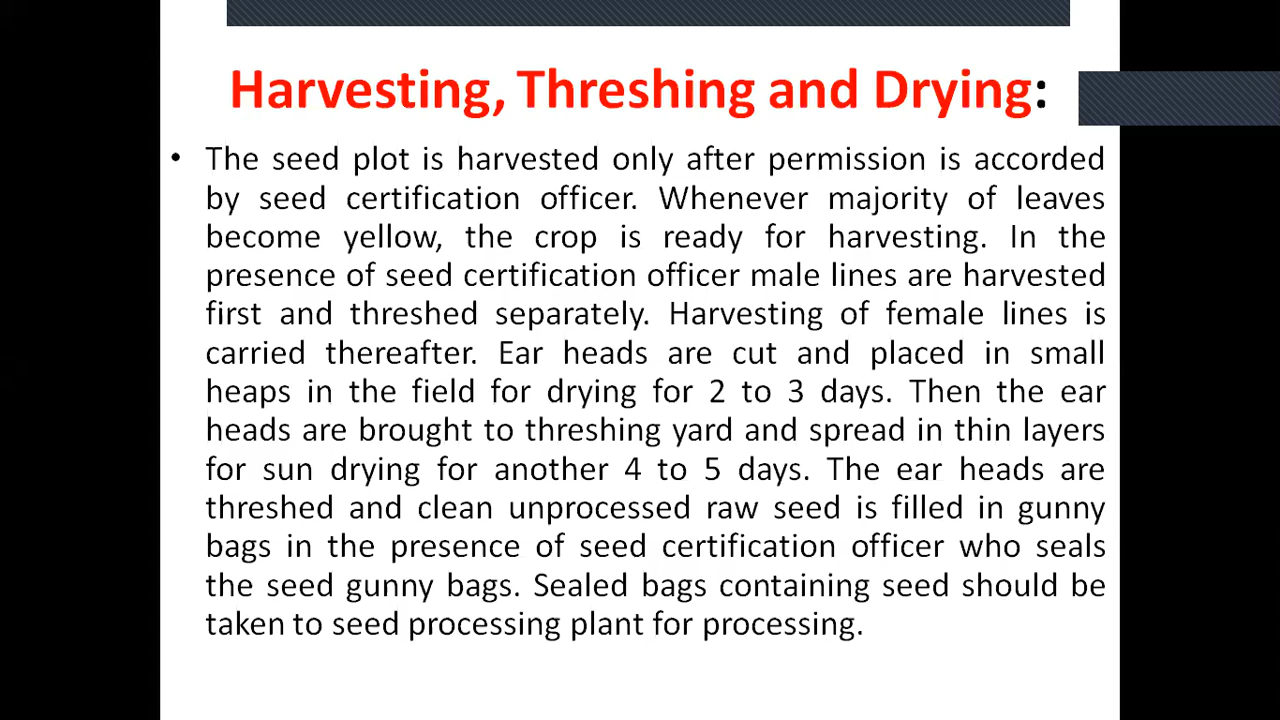 Harvesting, Threshing and Drying:
• The seed plot is harvested only after permission is accorded
by seed certification officer. Whenever majority of leaves
become yellow, the crop is ready for harvesting. In the
presence of seed certification officer male lines are harvested
first and threshed separately. Harvesting of female lines is
carried thereafter. Ear heads are cut and placed in small
heaps in the field for drying for 2 to 3 days. Then the ear
heads are brought to threshing yard and spread in thin layers
for sun drying for another 4 to 5 days. The ear heads are
threshed and clean unprocessed raw seed is filled in gunny
bags in the presence of seed certification officer who seals
the seed gunny bags. Sealed bags containing seed should be
taken to seed processing plant for processing.